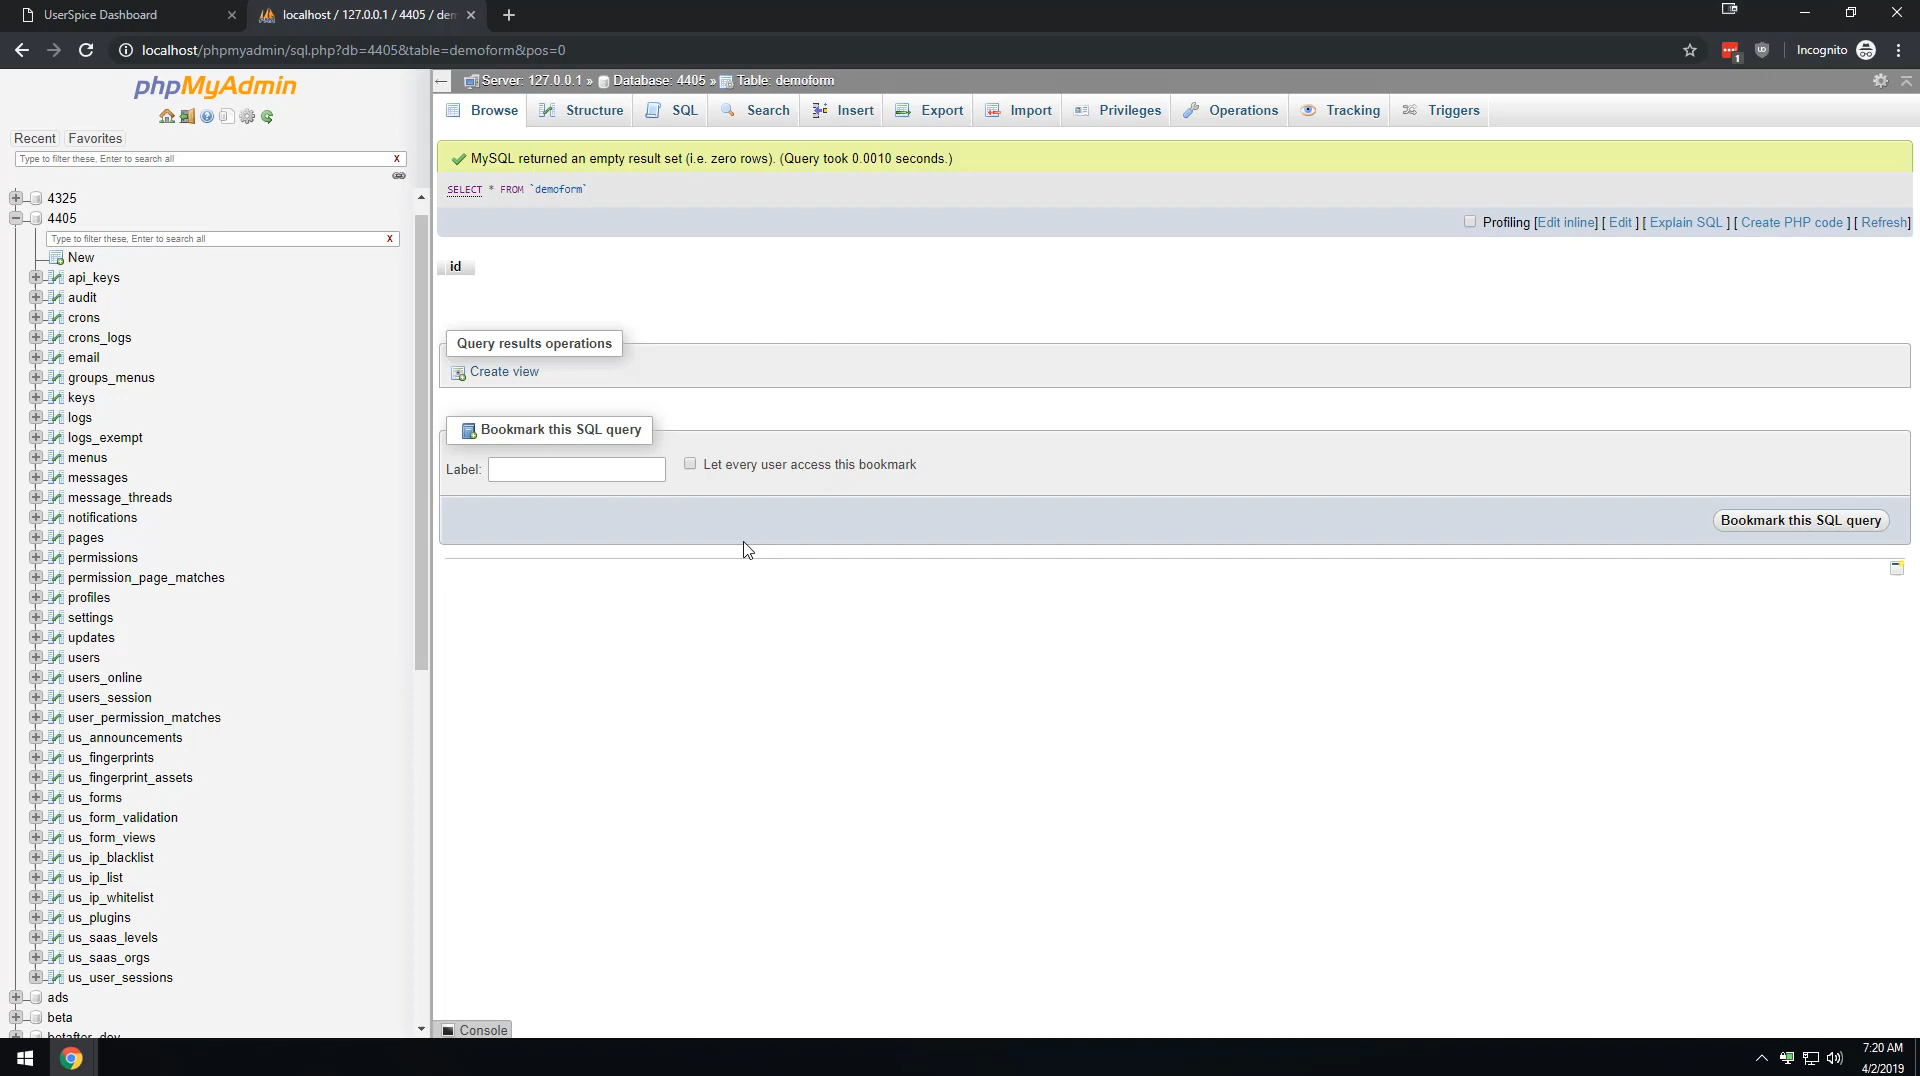 UserSpice Dashboard
localhost / 127.0.0.1 / 4405 / dem
Incognito
localhost/phpmyadmin/sql.php?db=4405&table=demoform&pos=0
1
phpMyAdmin
Recent
Favorites
Type to filter these, Enter to search all
X
4325
4405
Type to filter these, Enter to search all
X
New
api_keys
audit
crons
crons_logs
email
groups_menus
keys
logs
logs_exempt
menus
messages
message_threads
notifications
pages
permissions
permission_page_matches
profiles
settings
updates
users
users_online
users_session
user_permission_matches
us_announcements
us_fingerprints
us_fingerprint_assets
us_forms
us_form_validation
us_form_views
us_ip_blacklist
us_ip_list
us_ip_whitelist
us_plugins
us_saas_levels
us_saas_orgs
us_user_sessions
ads
beta
Server: 127.0.0.1 » Database: 4405 » Table: demoform
Browse
Structure
SQL
Search
Insert
Export
Import
Privileges
Operations
Tracking
Triggers
MySQL returned an empty result set (i.e. zero rows). (Query took 0.0010 seconds.)
SELECT * FROM `demoform`
Profiling [Edit inline] [ Edit ] [ Explain SQL ] [ Create PHP code ] [ Refresh]
id
Query results operations
Create view
Bookmark this SQL query
Label:
Let every user access this bookmark
Bookmark this SQL query
Console
7:20 AM
4/2/2019